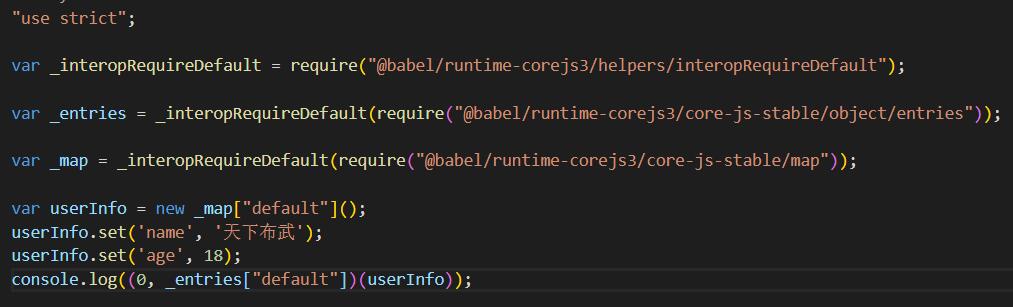 "use strict";
var _interopRequireDefault = require("@babel/runtime-corejs3/helpers/interopRequireDefault");
var _entries = _interopRequireDefault(require("@babel/runtime-corejs3/core-js-stable/object/entries"));
var _map = _interopRequireDefault(require("@babel/runtime-corejs3/core-js-stable/map"));
var userInfo = new _map["default"]();
userInfo.set('name', '天下布武');
userInfo.set('age', 18);
console.log((0, _entries["default"])(userInfo));